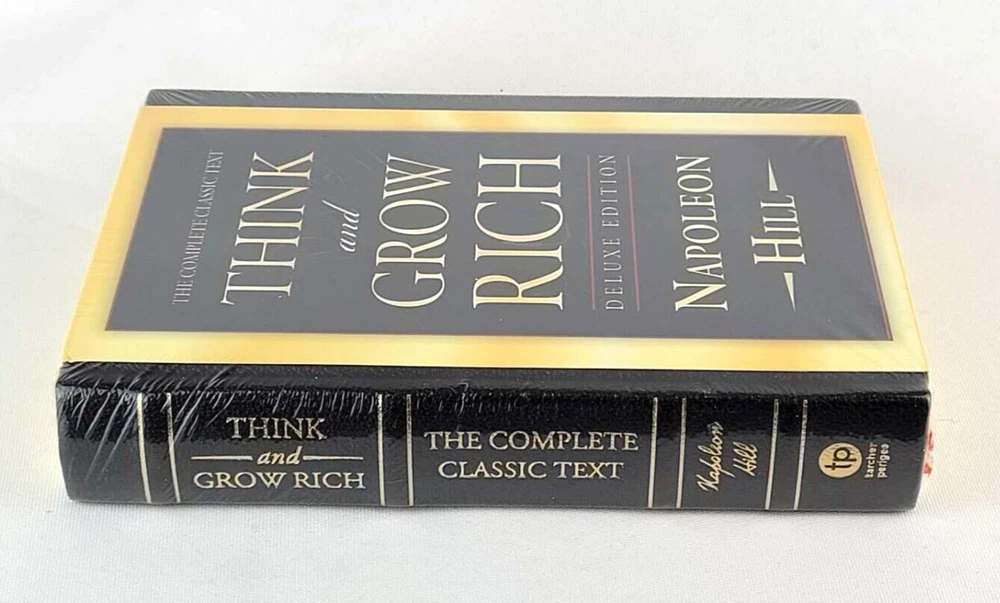 THE COMPLETE CLASSIC TEXT
THINK
and
GROW
RICH
DELUXE EDITION
NAPOLEON
HILL
THINK
and
GROW RICH
THE COMPLETE
CLASSIC TEXT
Napoleon
Hill
tp
tarcher
perigee